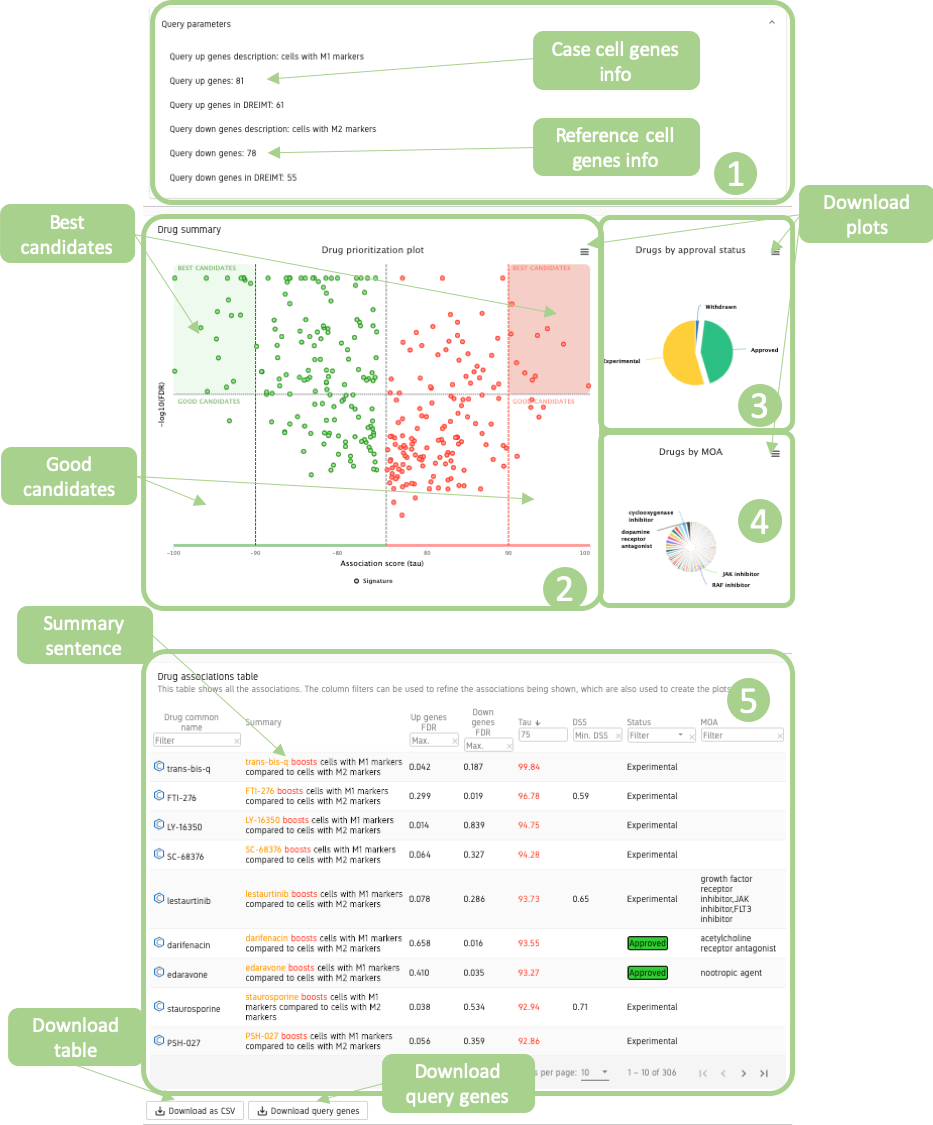 Query parameters
Query up genes description: cells with M1 markers
Case cell genes
info
Query up genes: 81
Query up genes in DREIMT: 61
Query down genes description: cells with M2 markers
Reference cell
genes info
Query down genes: 78
Query down genes in DREIMT: 55
1
Best
candidates
Download
plots
Drug summary
Drug prioritization plot
BEST CANDIDATES
BEST CANDIDATES
GOOD CANDIDATES
GOOD CANDIDATES
-log10(FDR)
-100
-90
-80
80
90
100
Association score (tau)
Signature
2
Drugs by approval status
Withdrawn
Approved
Experimental
3
Good
candidates
Drugs by MOA
cyclooxygenase
inhibitor
dopamine
receptor
antagonist
JAK inhibitor
RAF inhibitor
4
Summary
sentence
Drug associations table
This table shows all the associations. The column filters can be used to refine the associations being shown, which are also used to create the plots
5
Drug common
name
Summary
Up genes
FDR
Down
genes
FDR
Tau
DSS
Status
MOA
Filter
Max.
Max.
75
Min. DSS
Filter
Filter
trans-bis-q
trans-bis-q boosts cells with M1 markers
compared to cells with M2 markers
0.042 0.187 99.84 Experimental
FTI-276
FTI-276 boosts cells with M1 markers
compared to cells with M2 markers
0.299 0.019 96.78 0.59 Experimental
LY-16350
LY-16350 boosts cells with M1 markers
compared to cells with M2 markers
0.014 0.839 94.75 Experimental
SC-68376
SC-68376 boosts cells with M1 markers
compared to cells with M2 markers
0.064 0.327 94.28 Experimental
lestaurtinib
lestaurtinib boosts cells with M1 markers
compared to cells with M2 markers
0.078 0.286 93.73 0.65 Experimental
growth factor
receptor
inhibitor,JAK
inhibitor,FLT3
inhibitor
darifenacin
darifenacin boosts cells with M1 markers
compared to cells with M2 markers
0.658 0.016 93.55 Approved
acetylcholine
receptor antagonist
edaravone
edaravone boosts cells with M1 markers
compared to cells with M2 markers
0.410 0.035 93.27 Approved
nootropic agent
staurosporine
staurosporine boosts cells with M1
markers compared to cells with M2
markers
0.038 0.534 92.94 0.71 Experimental
PSH-027
PSH-027 boosts cells with M1 markers
compared to cells with M2 markers
0.056 0.359 92.86 Experimental
per page: 10 1 – 10 of 306
Download
table
Download
query genes
Download as CSV
Download query genes